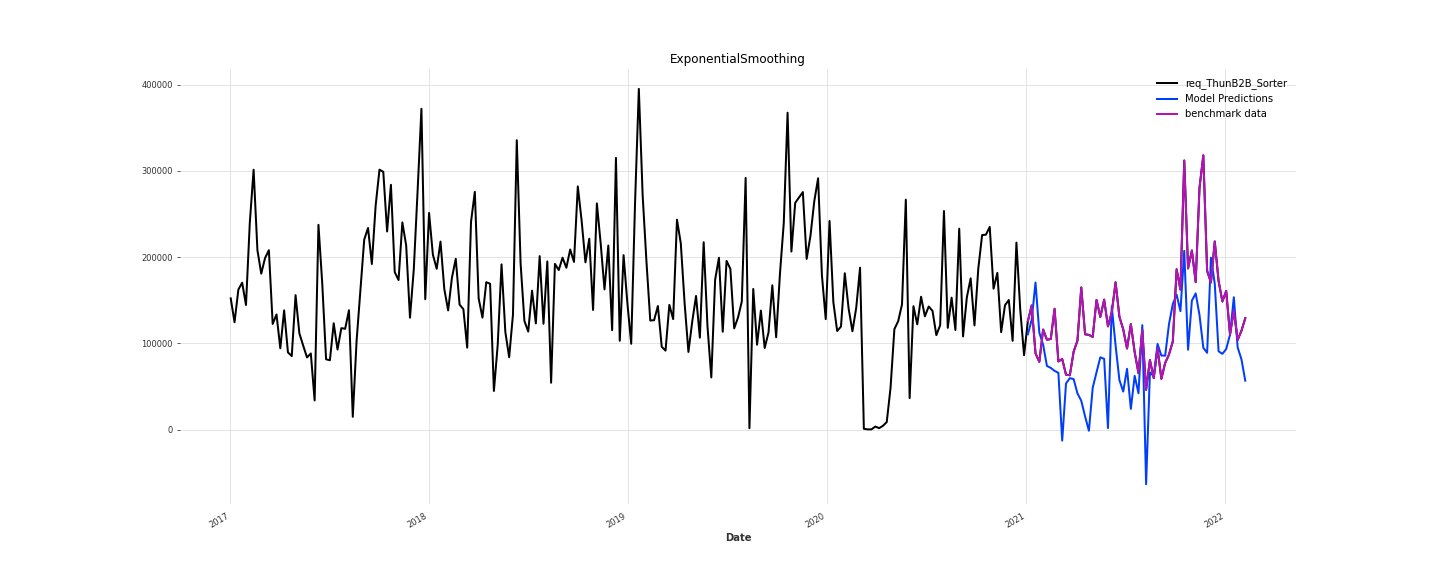 ExponentialSmoothing
req_ThunB2B_Sorter
Model Predictions
benchmark data
400000
300000
200000
100000
0
2017 2018 2019 2020 2021 2022
Date